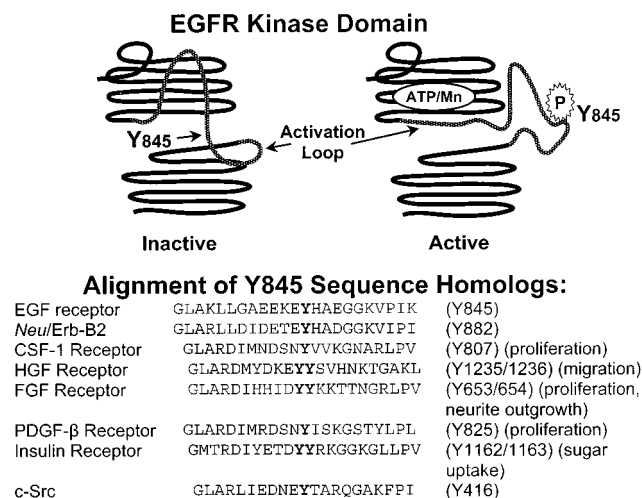 EGFR Kinase Domain
ATP/Mn
P
Y845
Y845
Activation
Loop
Inactive
Active
Alignment of Y845 Sequence Homologs:
EGF receptor GLAKLLGAEEKEYHAEGGKVPIK (Y845)
Neu/Erb-B2 GLARLLDIDETEYHADGGKVIPI (Y882)
CSF-1 Receptor GLARDIMNDSNYVVKGNARLPV (Y807) (proliferation)
HGF Receptor GLARDMYDKEYYSVHNKTGAKL (Y1235/1236) (migration)
FGF Receptor GLARDIHHIDYYKKTTNGRLPV (Y653/654) (proliferation,
neurite outgrowth)
PDGF-β Receptor GLARDIMRDSNYISKGSTYLPL (Y825) (proliferation)
Insulin Receptor GMTRDIYETDYYRKGGKGLLPV (Y1162/1163) (sugar
uptake)
c-Src GLARLIEDNEYTARQGAKFPI (Y416)